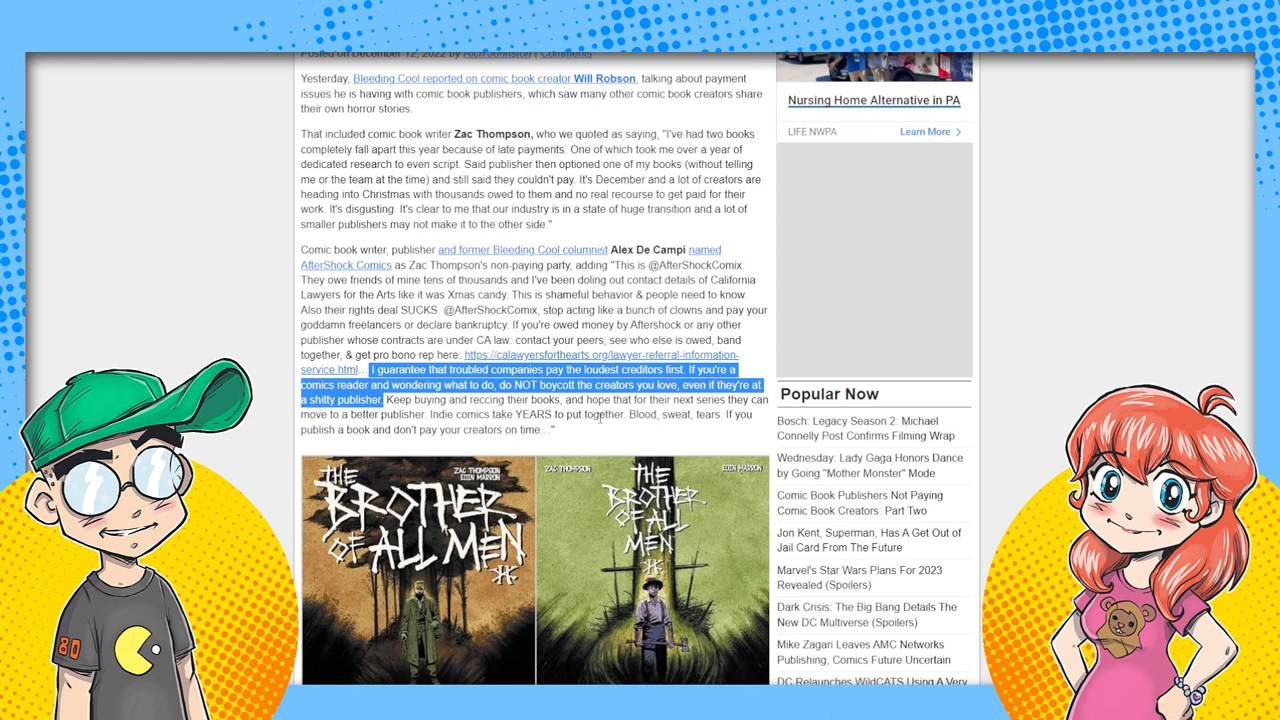 Posted on December 12, 2022 by Rich Johnston | Comments
Yesterday, Bleeding Cool reported on comic book creator Will Robson, talking about payment
issues he is having with comic book publishers, which saw many other comic book creators share
their own horror stories.
That included comic book writer Zac Thompson, who we quoted as saying, "I've had two books
completely fall apart this year because of late payments. One of which took me over a year of
dedicated research to even script. Said publisher then optioned one of my books (without telling
me or the team at the time) and still said they couldn't pay. It's December and a lot of creators are
heading into Christmas with thousands owed to them and no real recourse to get paid for their
work. It's disgusting. It's clear to me that our industry is in a state of huge transition and a lot of
smaller publishers may not make it to the other side."
Comic book writer, publisher and former Bleeding Cool columnist Alex De Campi named
AfterShock Comics as Zac Thompson's non-paying party, adding "This is @AfterShockComix.
They owe friends of mine tens of thousands and I've been doling out contact details of California
Lawyers for the Arts like it was Xmas candy. This is shameful behavior & people need to know.
Also their rights deal SUCKS. @AfterShockComix, stop acting like a bunch of clowns and pay your
goddamn freelancers or declare bankruptcy. If you're owed money by Aftershock or any other
publisher whose contracts are under CA law: contact your peers, see who else is owed, band
together, & get pro bono rep here: https://calawyersforthearts.org/lawyer-referral-information-
service.html... I guarantee that troubled companies pay the loudest creditors first. If you're a
comics reader and wondering what to do, do NOT boycott the creators you love, even if they're at
a shitty publisher. Keep buying and reccing their books, and hope that for their next series they can
move to a better publisher. Indie comics take YEARS to put together. Blood, sweat, tears. If you
publish a book and don't pay your creators on time..."
THE
BROTHER
OF ALL MEN
ZAC THOMPSON
EOIN MARRON
ZAC THOMPSON
EOIN MARRON
THE
BROTHER
OF ALL
MEN
Nursing Home Alternative in PA
LIFE NWPA
Learn More >
Popular Now
Bosch: Legacy Season 2: Michael
Connelly Post Confirms Filming Wrap
Wednesday: Lady Gaga Honors Dance
by Going "Mother Monster" Mode
Comic Book Publishers Not Paying
Comic Book Creators: Part Two
Jon Kent, Superman, Has A Get Out of
Jail Card From The Future
Marvel's Star Wars Plans For 2023
Revealed (Spoilers)
Dark Crisis: The Big Bang Details The
New DC Multiverse (Spoilers)
Mike Zagari Leaves AMC Networks
Publishing, Comics Future Uncertain
DC Relaunches WildCATS Using A Very
80